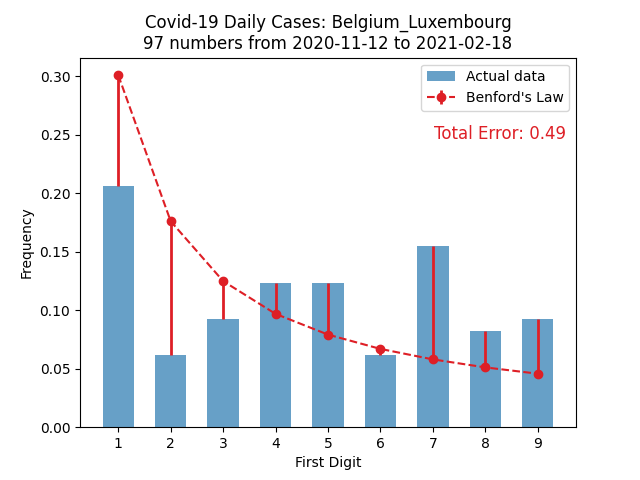 Covid-19 Daily Cases: Belgium_Luxembourg
97 numbers from 2020-11-12 to 2021-02-18
Actual data
Benford's Law
Total Error: 0.49
Frequency
0.30
0.25
0.20
0.15
0.10
0.05
0.00
1 2 3 4 5 6 7 8 9
First Digit